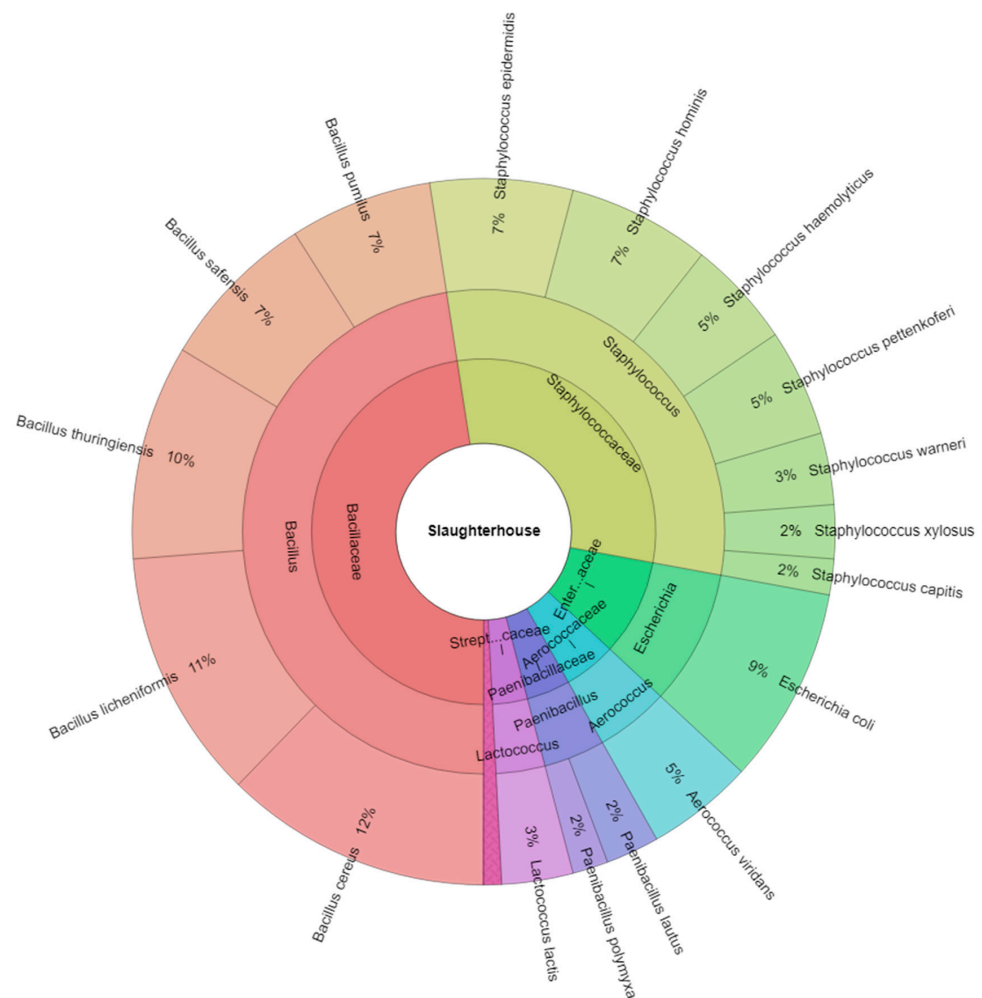 Slaughterhouse
Staphylococcaceae
Staphylococcus
7% Staphylococcus epidermidis
7% Staphylococcus hominis
5% Staphylococcus haemolyticus
5% Staphylococcus pettenkoferi
3% Staphylococcus warneri
2% Staphylococcus xylosus
2% Staphylococcus capitis
Enter...aceae
Escherichia
9% Escherichia coli
Aerococcaceae
Aerococcus
5% Aerococcus viridans
Paenibacillaceae
Paenibacillus
2% Paenibacillus lautus
2% Paenibacillus polymyxa
Strept...caceae
Lactococcus
3% Lactococcus lactis
Bacillaceae
Bacillus
Bacillus cereus 12%
Bacillus licheniformis 11%
Bacillus thuringiensis 10%
Bacillus safensis 7%
Bacillus pumilus 7%